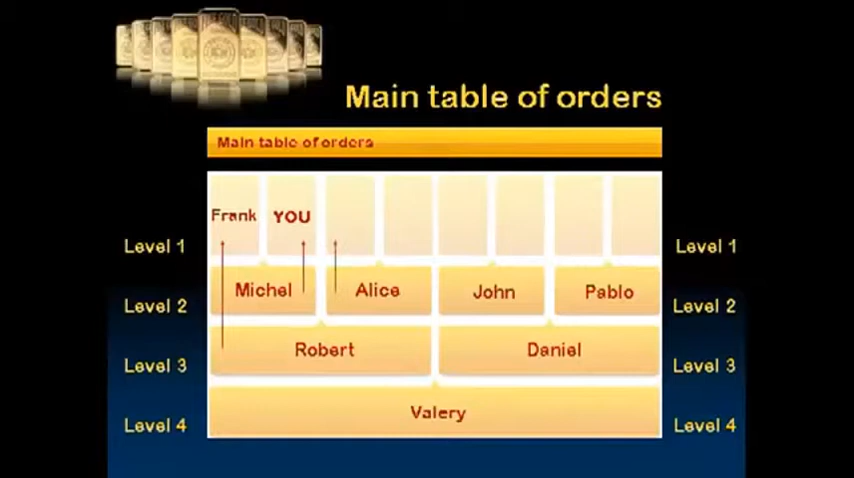 Main table of orders
Main table of orders
Frank YOU
Level 1 Level 1
Michel Alice John Pablo
Level 2 Level 2
Robert Daniel
Level 3 Level 3
Valery
Level 4 Level 4